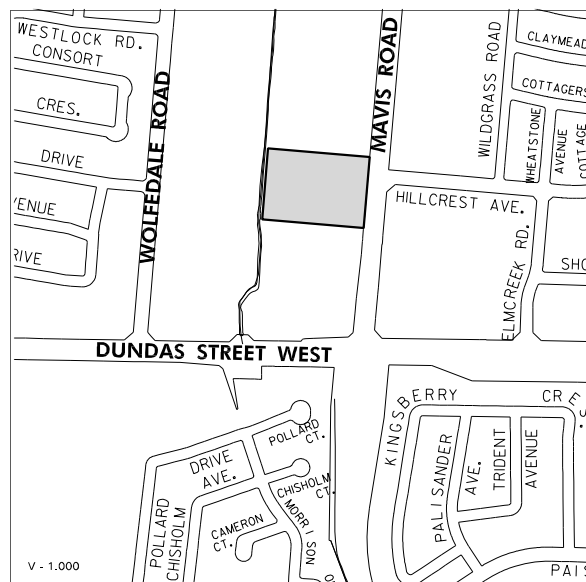 WESTLOCK RD.
CONSORT
CRES.
DRIVE
VENUE
RIVE
WOLFEDALE ROAD
MAVIS ROAD
WILDGRASS ROAD
CLAYMEAD
COTTAGERS
WHEATSTONE
AVENUE
COTTAGE
HILLCREST AVE.
ELMCREEK RD.
SHO
DUNDAS STREET WEST
KINGSBERRY CRES.
POLLARD
CT.
DRIVE
AVE.
CHISHOLM
CT.
CAMERON
CT.
MORRISON
POLLARD
CHISHOLM
PALISANDER
AVE.
TRIDENT
AVENUE
PAIS
V - 1.000